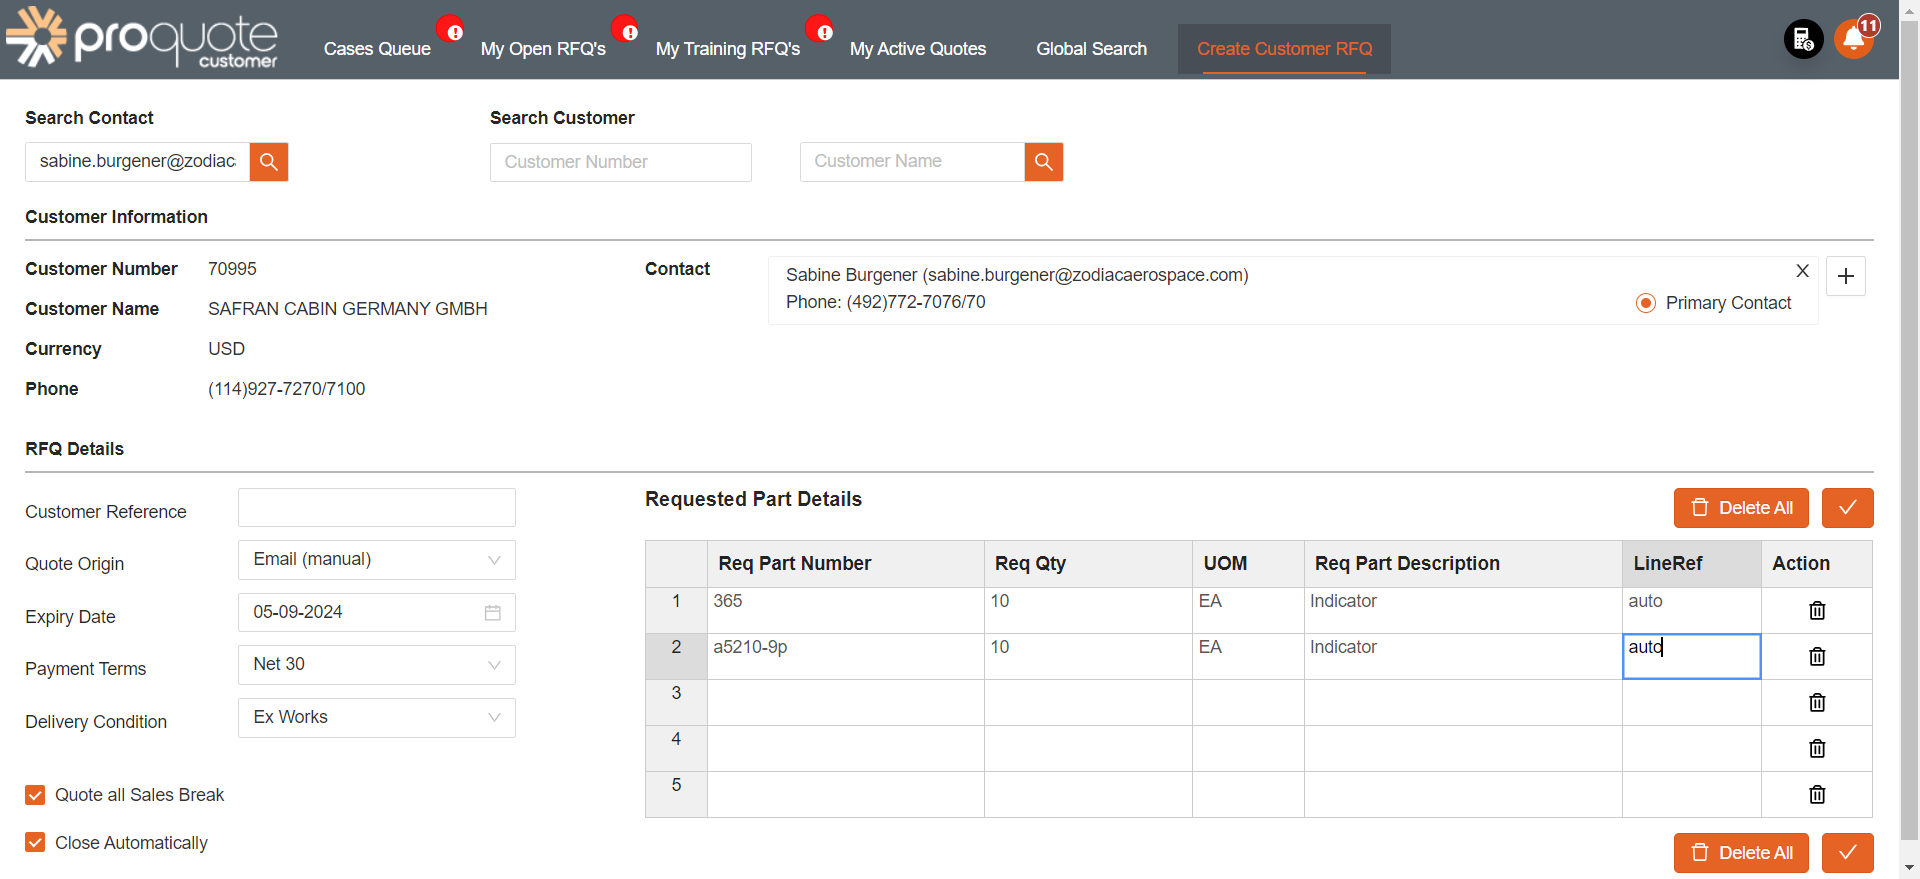 proquote
customer
Cases Queue
My Open RFQ's
My Training RFQ's
My Active Quotes
Global Search
Create Customer RFQ
11
Search Contact
Search Customer
sabine.burgener@zodiac
Customer Number
Customer Name
Customer Information
Customer Number 70995
Contact
Sabine Burgener (sabine.burgener@zodiacaerospace.com)
Phone: (492)772-7076/70
Primary Contact
Customer Name SAFRAN CABIN GERMANY GMBH
Currency USD
Phone (114)927-7270/7100
RFQ Details
Customer Reference
Quote Origin Email (manual)
Expiry Date 05-09-2024
Payment Terms Net 30
Delivery Condition Ex Works
Quote all Sales Break
Close Automatically
Requested Part Details
Delete All
Req Part Number Req Qty UOM Req Part Description LineRef Action
1 365 10 EA Indicator auto
2 a5210-9p 10 EA Indicator auto
3
4
5
Delete All